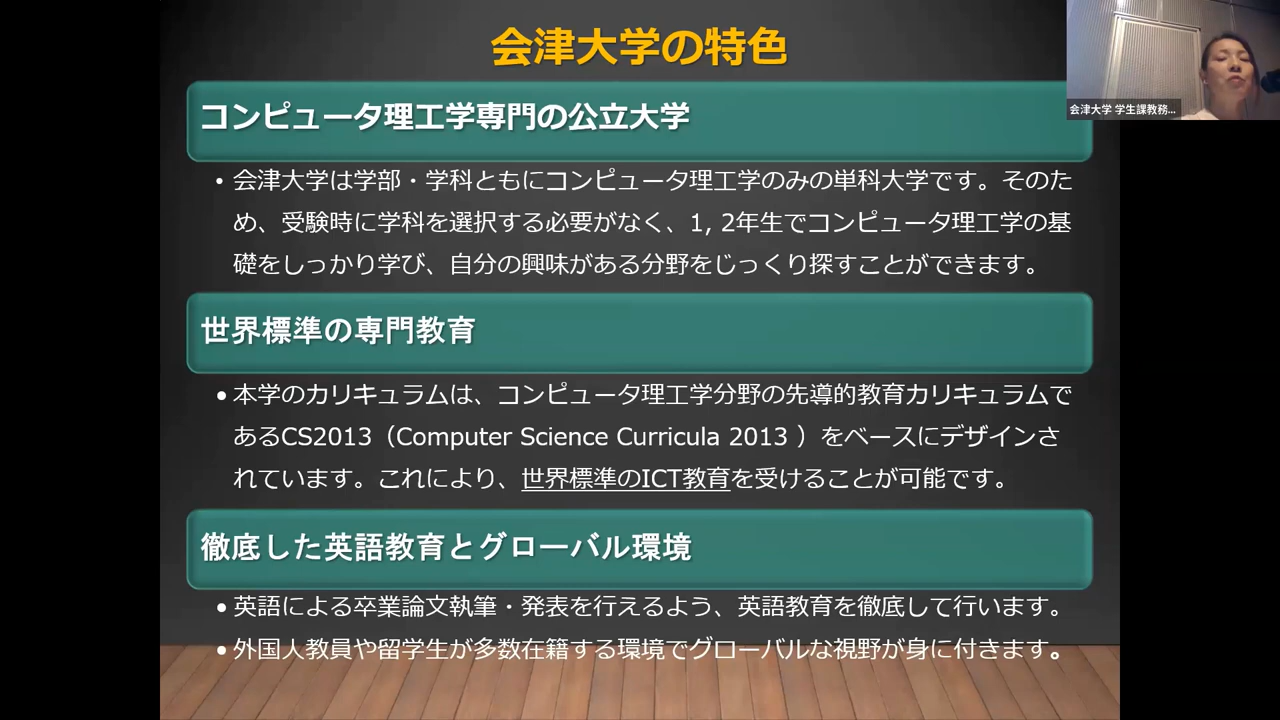 会津大学の特色
会津大学 学生課教務...
コンピュータ理工学専門の公立大学
• 会津大学は学部・学科ともにコンピュータ理工学のみの単科大学です。そのた
め、受験時に学科を選択する必要がなく、1, 2年生でコンピュータ理工学の基
礎をしっかり学び、自分の興味がある分野をじっくり探すことができます。
世界標準の専門教育
• 本学のカリキュラムは、コンピュータ理工学分野の先導的教育カリキュラムで
あるCS2013（Computer Science Curricula 2013 ）をベースにデザインさ
れています。これにより、世界標準のICT教育を受けることが可能です。
徹底した英語教育とグローバル環境
• 英語による卒業論文執筆・発表を行えるよう、英語教育を徹底して行います。
• 外国人教員や留学生が多数在籍する環境でグローバルな視野が身に付きます。